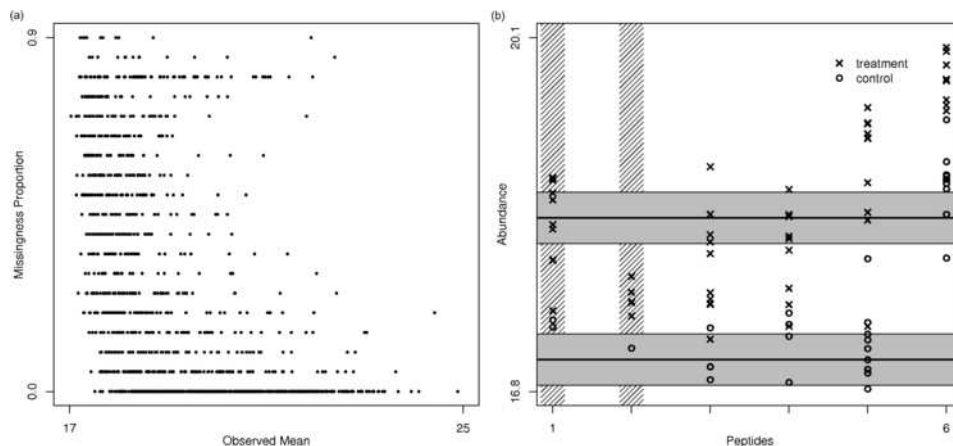 (a)
0.9
Missingness Proportion
0.0
17
Observed Mean
25
(b)
20.1
Abundance
16.8
treatment
control
1
Peptides
6